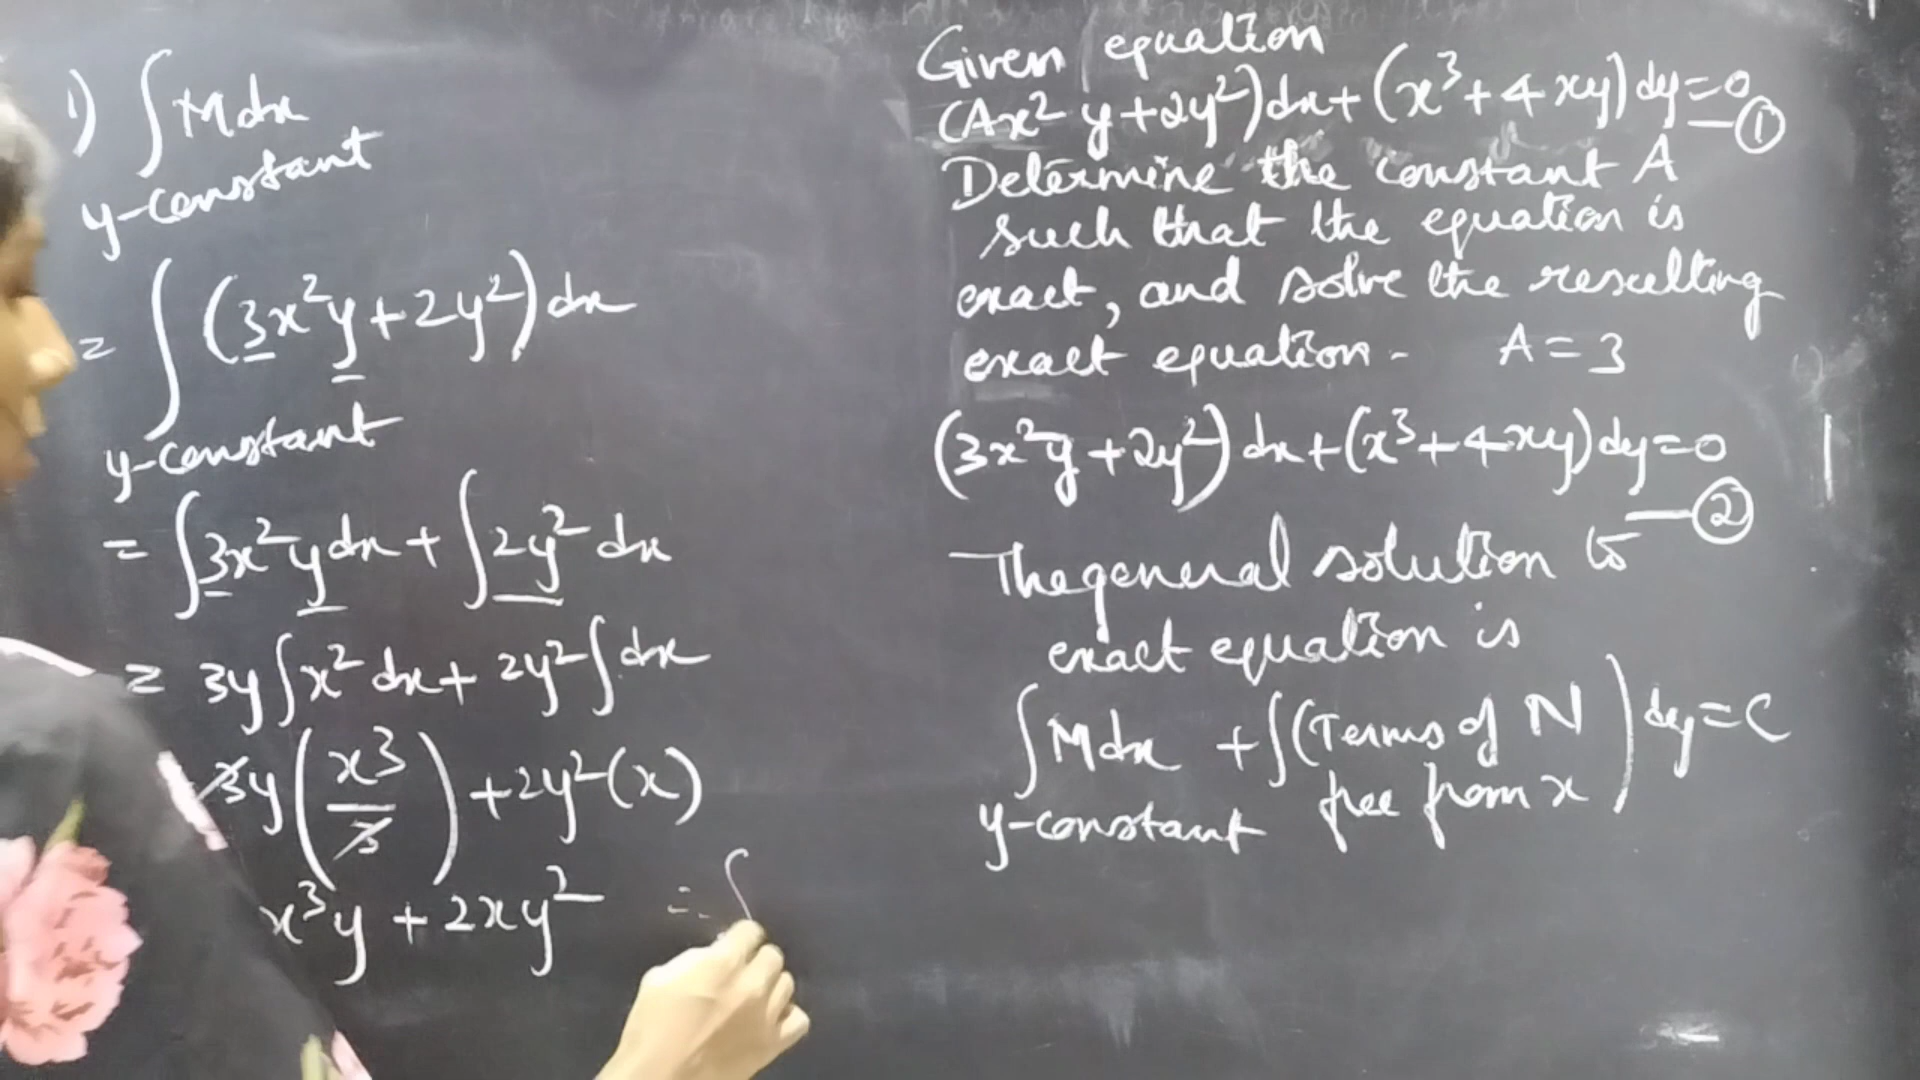 1) ∫ M dx
y-constant
= ∫ (3x²y + 2y²) dx
y-constant
= ∫ 3x²y dx + ∫ 2y² dx
= 3y ∫ x² dx + 2y² ∫ dx
3y (x³/3) + 2y² (x)
x³y + 2xy² =
Given equation
(Ax²y + 2y²) dx + (x³ + 4xy) dy = 0 — ①
Determine the constant A
such that the equation is
exact, and solve the resulting
exact equation - A = 3
(3x²y + 2y²) dx + (x³ + 4xy) dy = 0
— ②
The general solution to
exact equation is
∫ M dx + ∫ (Terms of N) dy = C
y-constant free from x